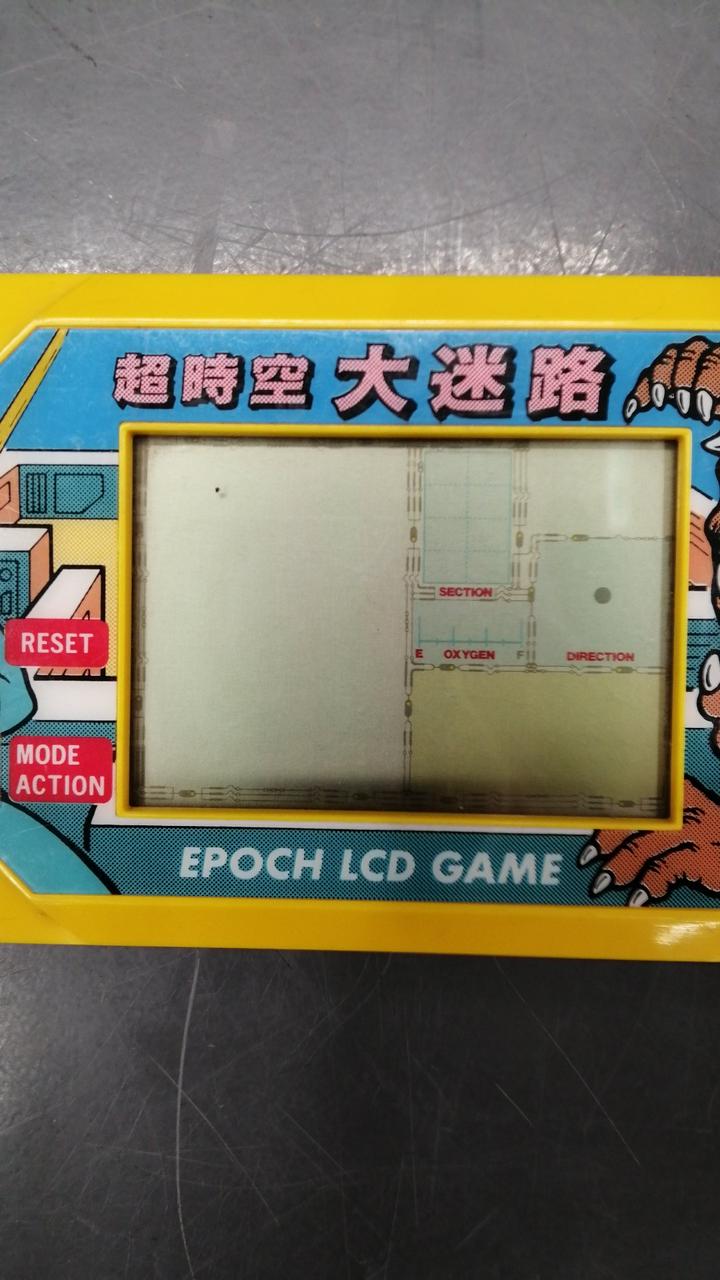 超時空 大迷路
SECTION
RESET
E OXYGEN F
DIRECTION
MODE
ACTION
EPOCH LCD GAME